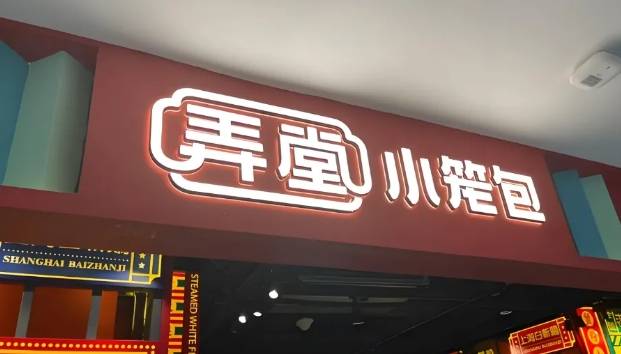 弄堂 小笼包
SHANGHAI BAIZHANJI
STEAMED WHITE